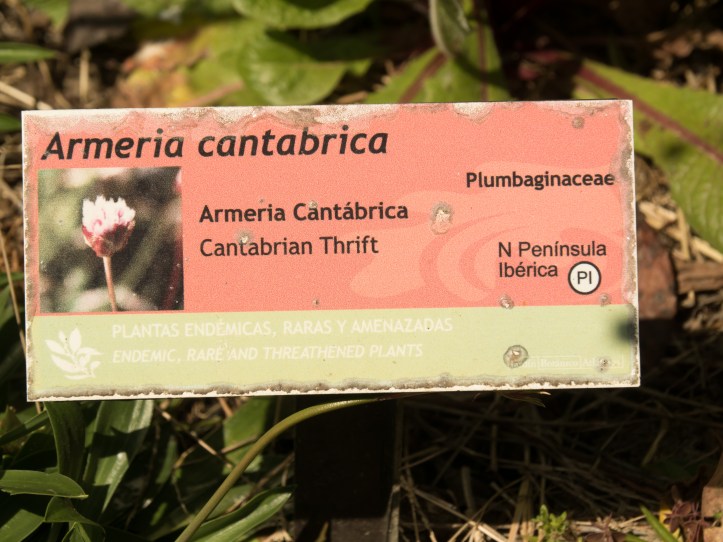 Armeria cantabrica
Plumbaginaceae
Armeria Cantábrica
Cantabrian Thrift
N Península
Ibérica PI
PLANTAS ENDÉMICAS, RARAS Y AMENAZADAS
ENDEMIC, RARE AND THREATHENED PLANTS